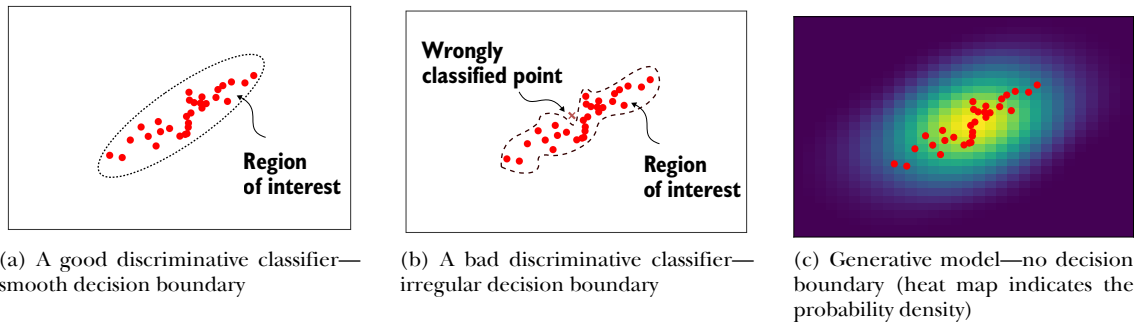 Region
of interest
Wrongly
classified point
Region
of interest
(a) A good discriminative classifier—
smooth decision boundary
(b) A bad discriminative classifier—
irregular decision boundary
(c) Generative model—no decision
boundary (heat map indicates the
probability density)